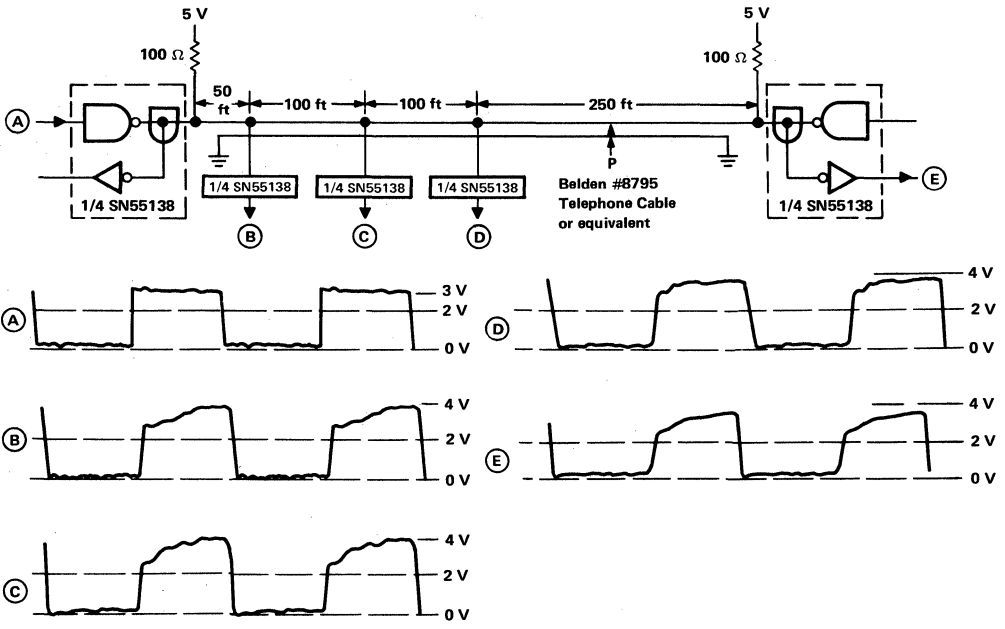 5 V
5 V
100 Ω
100 Ω
50 ft
100 ft
100 ft
250 ft
A
P
1/4 SN55138
1/4 SN55138
1/4 SN55138
Belden #8795
Telephone Cable
or equivalent
E
1/4 SN55138
1/4 SN55138
B
C
D
A
3 V
2 V
0 V
D
4 V
2 V
0 V
B
4 V
2 V
0 V
E
4 V
2 V
0 V
C
4 V
2 V
0 V